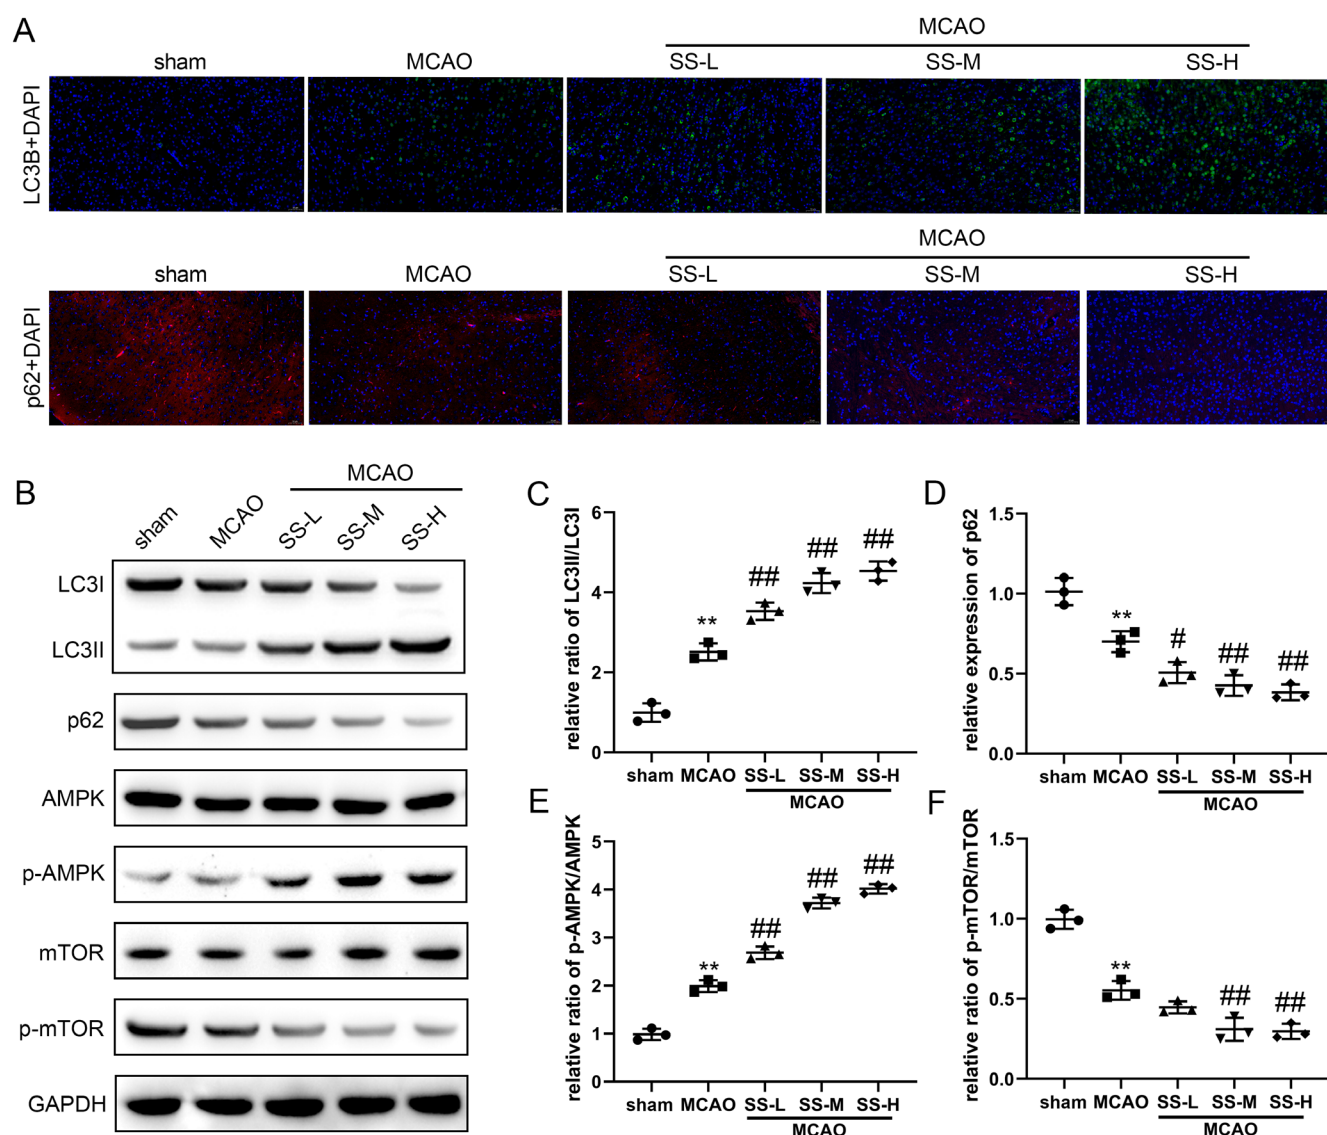 A
MCAO
sham MCAO SS-L SS-M SS-H
LC3B+DAPI
MCAO
sham MCAO SS-L SS-M SS-H
p62+DAPI
B
MCAO
sham MCAO SS-L SS-M SS-H
LC3I
LC3II
p62
AMPK
p-AMPK
mTOR
p-mTOR
GAPDH
C
relative ratio of LC3II/LC3I
6
4
2
0
** ## ## ##
sham MCAO SS-L SS-M SS-H
MCAO
D
relative expression of p62
1.5
1.0
0.5
0.0
** # ## ##
sham MCAO SS-L SS-M SS-H
MCAO
E
relative ratio of p-AMPK/AMPK
5
4
3
2
1
0
** ## ## ##
sham MCAO SS-L SS-M SS-H
MCAO
F
relative ratio of p-mTOR/mTOR
1.5
1.0
0.5
0.0
** ## ##
sham MCAO SS-L SS-M SS-H
MCAO